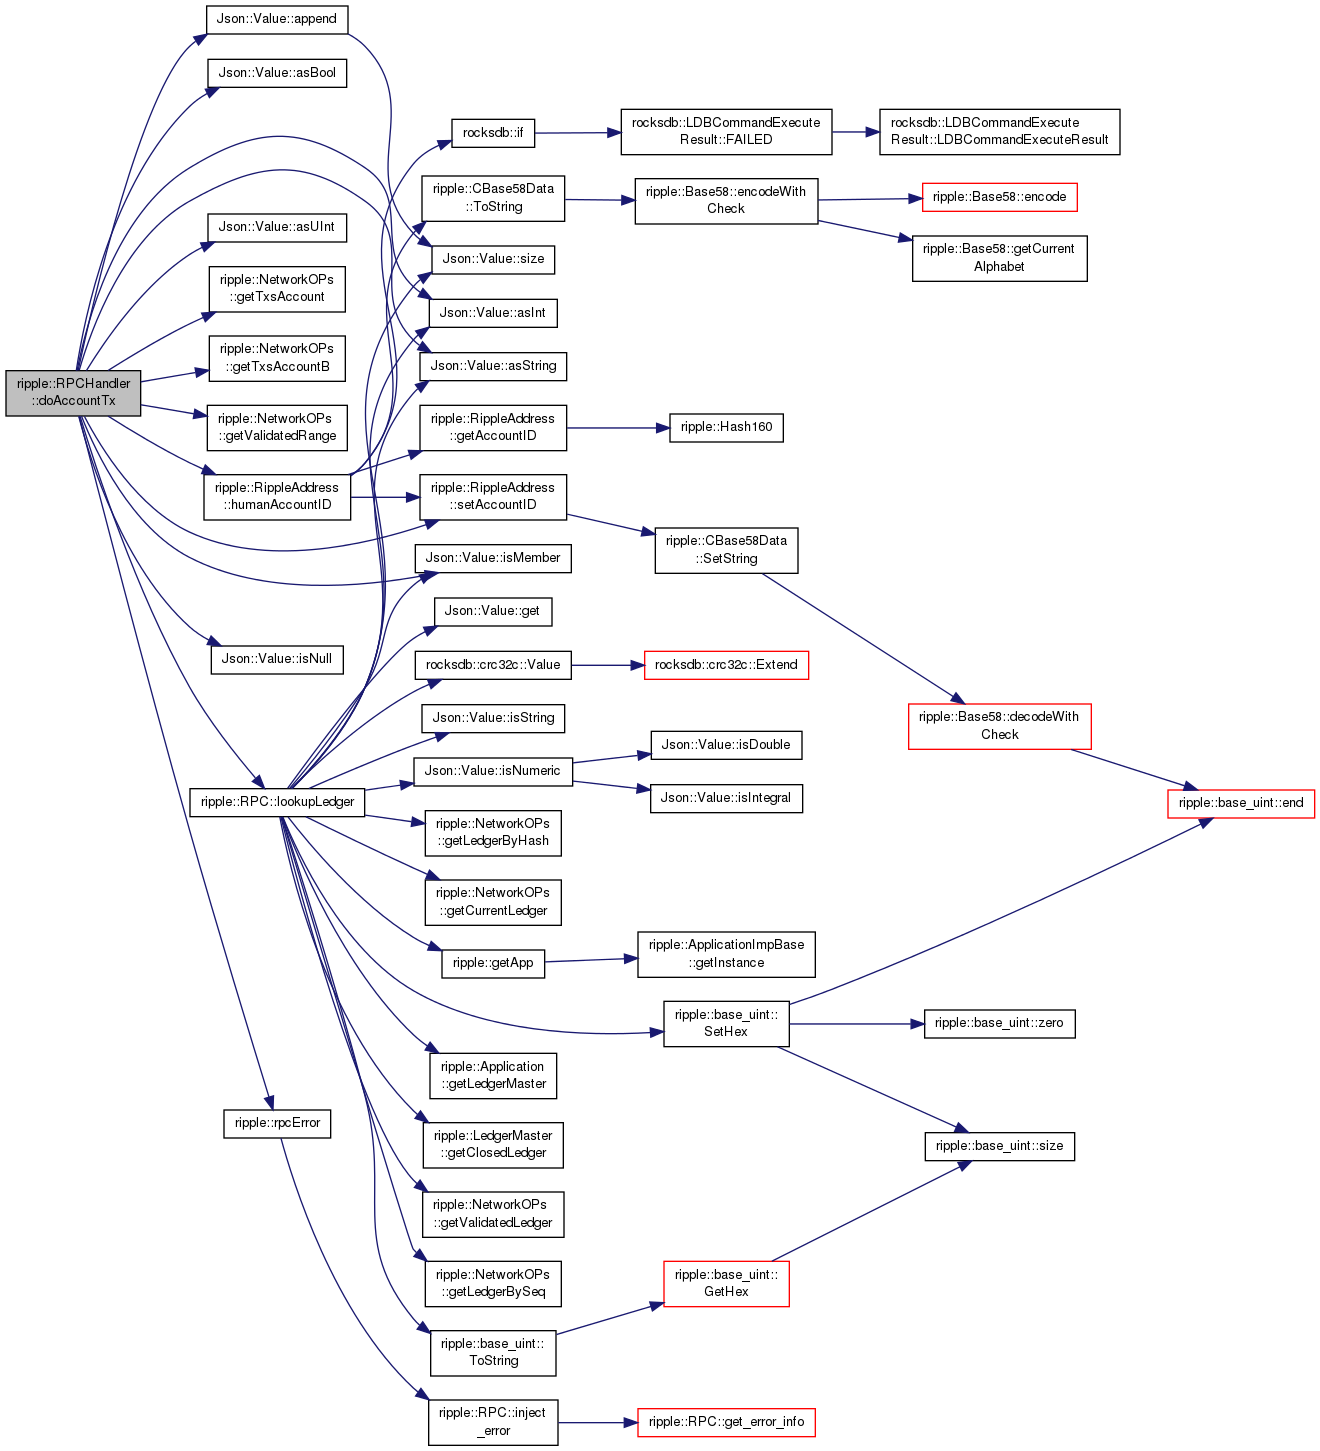 Json::Value::append
Json::Value::asBool
rocksdb::if
rocksdb::LDBCommandExecute
Result::FAILED
rocksdb::LDBCommandExecute
Result::LDBCommandExecuteResult
ripple::CBase58Data
::ToString
ripple::Base58::encodeWith
Check
ripple::Base58::encode
Json::Value::asUInt
Json::Value::size
ripple::Base58::getCurrent
Alphabet
ripple::NetworkOPs
::getTxsAccount
Json::Value::asInt
ripple::NetworkOPs
::getTxsAccountB
Json::Value::asString
ripple::RPCHandler
::doAccountTx
ripple::NetworkOPs
::getValidatedRange
ripple::RippleAddress
::getAccountID
ripple::Hash160
ripple::RippleAddress
::humanAccountID
ripple::RippleAddress
::setAccountID
ripple::CBase58Data
::SetString
Json::Value::isMember
Json::Value::get
Json::Value::isNull
rocksdb::crc32c::Value
rocksdb::crc32c::Extend
Json::Value::isString
ripple::Base58::decodeWith
Check
Json::Value::isNumeric
Json::Value::isDouble
Json::Value::isIntegral
ripple::RPC::lookupLedger
ripple::base_uint::end
ripple::NetworkOPs
::getLedgerByHash
ripple::NetworkOPs
::getCurrentLedger
ripple::getApp
ripple::ApplicationImpBase
::getInstance
ripple::base_uint::
SetHex
ripple::base_uint::zero
ripple::Application
::getLedgerMaster
ripple::rpcError
ripple::LedgerMaster
::getClosedLedger
ripple::base_uint::size
ripple::NetworkOPs
::getValidatedLedger
ripple::NetworkOPs
::getLedgerBySeq
ripple::base_uint::
GetHex
ripple::base_uint::
ToString
ripple::RPC::inject
_error
ripple::RPC::get_error_info